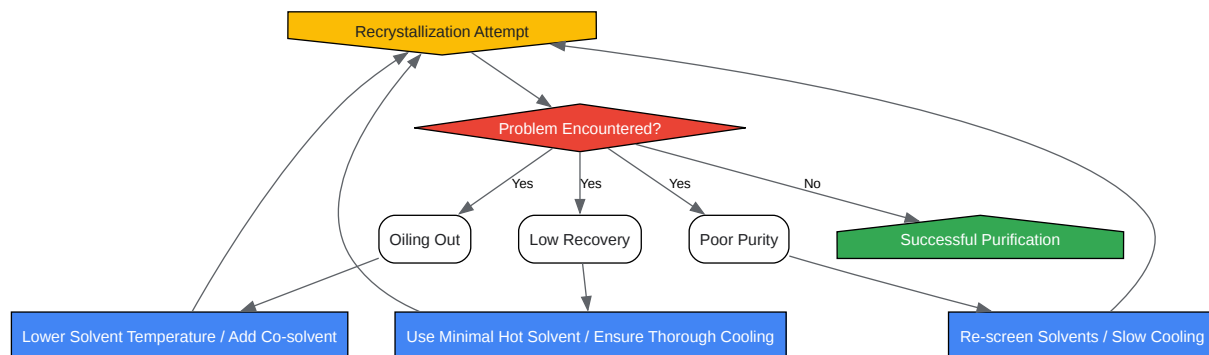 Recrystallization Attempt
Problem Encountered?
Yes
Yes
Yes
No
Oiling Out
Low Recovery
Poor Purity
Successful Purification
Lower Solvent Temperature / Add Co-solvent
Use Minimal Hot Solvent / Ensure Thorough Cooling
Re-screen Solvents / Slow Cooling